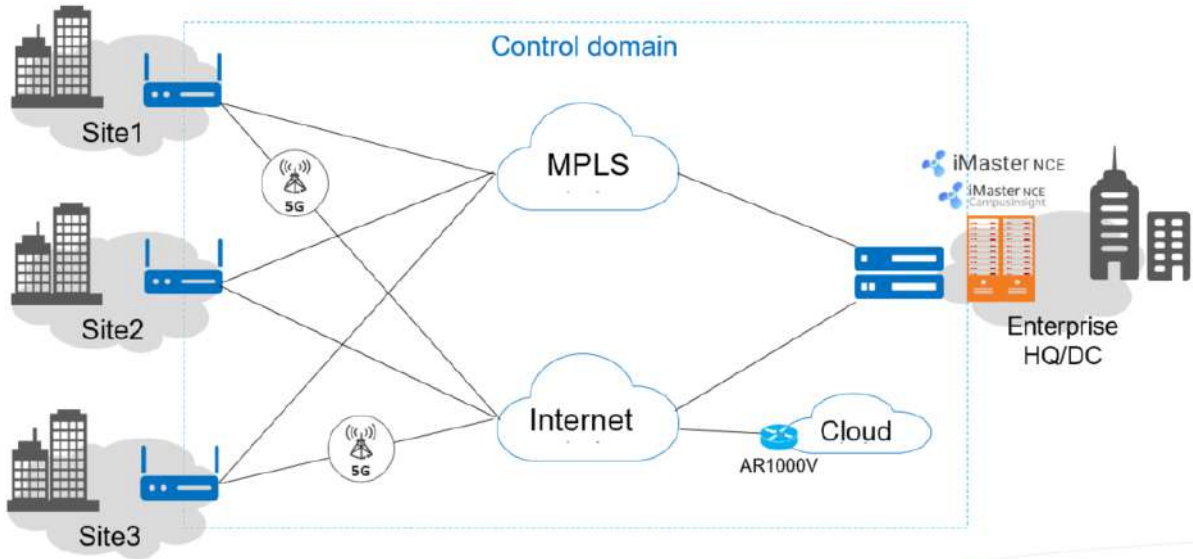 Control domain
Site1
MPLS
5G
iMaster NCE
iMaster NCE
CampusInsight
Site2
Enterprise
HQ/DC
Internet
5G
Cloud
AR1000V
Site3